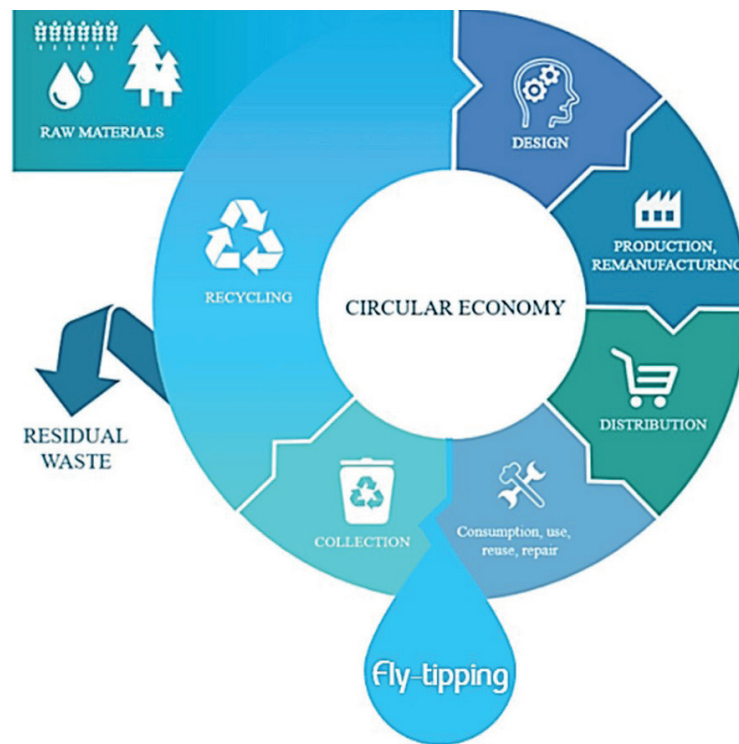 RAW MATERIALS
DESIGN
PRODUCTION,
REMANUFACTURING
RECYCLING
CIRCULAR ECONOMY
DISTRIBUTION
RESIDUAL
WASTE
COLLECTION
Consumption, use,
reuse, repair
Fly-tipping